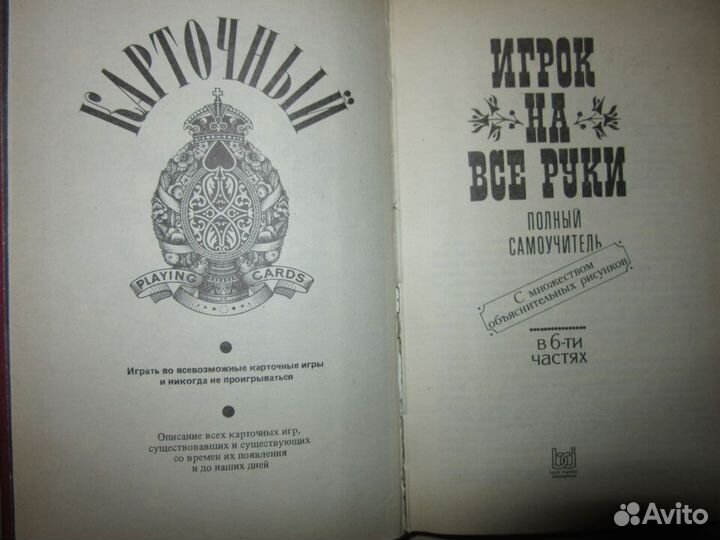 КАРТОЧНЫЙ
PLAYING CARDS
Играть во всевозможные карточные игры
и никогда не проигрываться
Описание всех карточных игр,
существовавших и существующих
со времен их появления
и до наших дней
ИГРОК
НА
ВСЕ РУКИ
ПОЛНЫЙ
САМОУЧИТЕЛЬ
С множеством
объяснительных рисунков
в 6-ти
частях
Avito